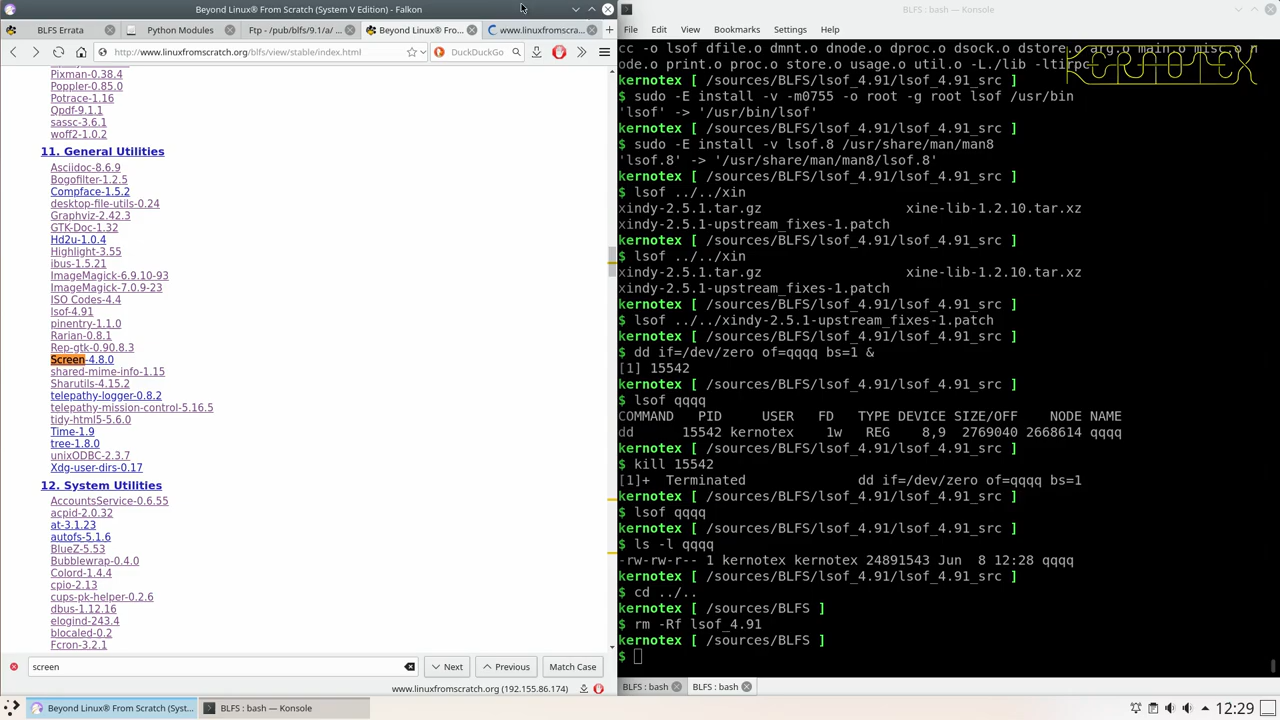 Beyond Linux® From Scratch (System V Edition) - Falkon
BLFS Errata
Python Modules
Ftp - /pub/blfs/9.1/a/
Beyond Linux® Fro...
www.linuxfromscra...
http://www.linuxfromscratch.org/blfs/view/stable/index.html
DuckDuckGo
Pixman-0.38.4
Poppler-0.85.0
Potrace-1.16
Qpdf-9.1.1
sassc-3.6.1
woff2-1.0.2
11. General Utilities
Asciidoc-8.6.9
Bogofilter-1.2.5
Compface-1.5.2
desktop-file-utils-0.24
Graphviz-2.42.3
GTK-Doc-1.32
Hd2u-1.0.4
Highlight-3.55
ibus-1.5.21
ImageMagick-6.9.10-93
ImageMagick-7.0.9-23
ISO Codes-4.4
lsof-4.91
pinentry-1.1.0
Rarian-0.8.1
Rep-gtk-0.90.8.3
Screen-4.8.0
shared-mime-info-1.15
Sharutils-4.15.2
telepathy-logger-0.8.2
telepathy-mission-control-5.16.5
tidy-html5-5.6.0
Time-1.9
tree-1.8.0
unixODBC-2.3.7
Xdg-user-dirs-0.17
12. System Utilities
AccountsService-0.6.55
acpid-2.0.32
at-3.1.23
autofs-5.1.6
BlueZ-5.53
Bubblewrap-0.4.0
Colord-1.4.4
cpio-2.13
cups-pk-helper-0.2.6
dbus-1.12.16
elogind-243.4
blocaled-0.2
Fcron-3.2.1
screen
Next
Previous
Match Case
www.linuxfromscratch.org (192.155.86.174)
BLFS : bash — Konsole
File
Edit
View
Bookmarks
Settings
Help
cc -o lsof dfile.o dmnt.o dnode.o dproc.o dsock.o dstore.o arg.o main.o misc.o n
ode.o print.o proc.o store.o usage.o util.o -L./lib -ltirpc
KERNOTEX
kernotex [ /sources/BLFS/lsof_4.91/lsof_4.91_src ]
$ sudo -E install -v -m0755 -o root -g root lsof /usr/bin
'lsof' -> '/usr/bin/lsof'
kernotex [ /sources/BLFS/lsof_4.91/lsof_4.91_src ]
$ sudo -E install -v lsof.8 /usr/share/man/man8
'lsof.8' -> '/usr/share/man/man8/lsof.8'
kernotex [ /sources/BLFS/lsof_4.91/lsof_4.91_src ]
$ lsof ../../xin
xindy-2.5.1.tar.gz xine-lib-1.2.10.tar.xz
xindy-2.5.1-upstream_fixes-1.patch
kernotex [ /sources/BLFS/lsof_4.91/lsof_4.91_src ]
$ lsof ../../xin
xindy-2.5.1.tar.gz xine-lib-1.2.10.tar.xz
xindy-2.5.1-upstream_fixes-1.patch
kernotex [ /sources/BLFS/lsof_4.91/lsof_4.91_src ]
$ lsof ../../xindy-2.5.1-upstream_fixes-1.patch
kernotex [ /sources/BLFS/lsof_4.91/lsof_4.91_src ]
$ dd if=/dev/zero of=qqqq bs=1 &
[1] 15542
kernotex [ /sources/BLFS/lsof_4.91/lsof_4.91_src ]
$ lsof qqqq
COMMAND PID USER FD TYPE DEVICE SIZE/OFF NODE NAME
dd 15542 kernotex 1w REG 8,9 2769040 2668614 qqqq
kernotex [ /sources/BLFS/lsof_4.91/lsof_4.91_src ]
$ kill 15542
[1]+ Terminated dd if=/dev/zero of=qqqq bs=1
kernotex [ /sources/BLFS/lsof_4.91/lsof_4.91_src ]
$ lsof qqqq
kernotex [ /sources/BLFS/lsof_4.91/lsof_4.91_src ]
$ ls -l qqqq
-rw-rw-r-- 1 kernotex kernotex 24891543 Jun 8 12:28 qqqq
kernotex [ /sources/BLFS/lsof_4.91/lsof_4.91_src ]
$ cd ../..
kernotex [ /sources/BLFS ]
$ rm -Rf lsof_4.91
kernotex [ /sources/BLFS ]
$
BLFS : bash
BLFS : bash
Beyond Linux® From Scratch (Syst...
BLFS : bash — Konsole
12:29